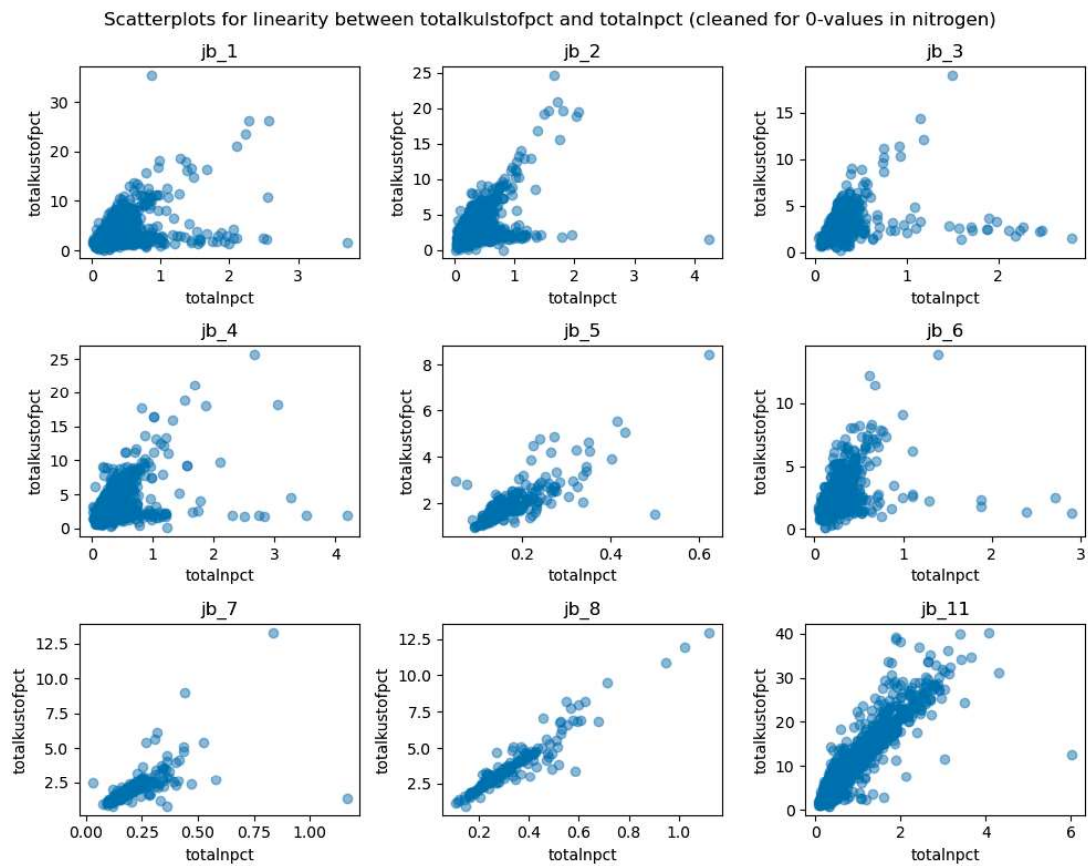 Scatterplots for linearity between totalkulstofpct and totalnpct (cleaned for 0-values in nitrogen)
jb_1
jb_2
jb_3
totalkustofpct
30
20
10
0
0
1
2
3
totalnpct
totalkustofpct
25
20
15
10
5
0
0
1
2
3
4
totalnpct
totalkustofpct
15
10
5
0
0
1
2
totalnpct
jb_4
jb_5
jb_6
totalkustofpct
25
20
15
10
5
0
0
1
2
3
4
totalnpct
totalkustofpct
8
6
4
2
0.2
0.4
0.6
totalnpct
totalkustofpct
10
5
0
0
1
2
3
totalnpct
jb_7
jb_8
jb_11
totalkustofpct
12.5
10.0
7.5
5.0
2.5
0.00
0.25
0.50
0.75
1.00
totalnpct
totalkustofpct
12.5
10.0
7.5
5.0
2.5
0.2
0.4
0.6
0.8
1.0
totalnpct
totalkustofpct
40
30
20
10
0
0
2
4
6
totalnpct